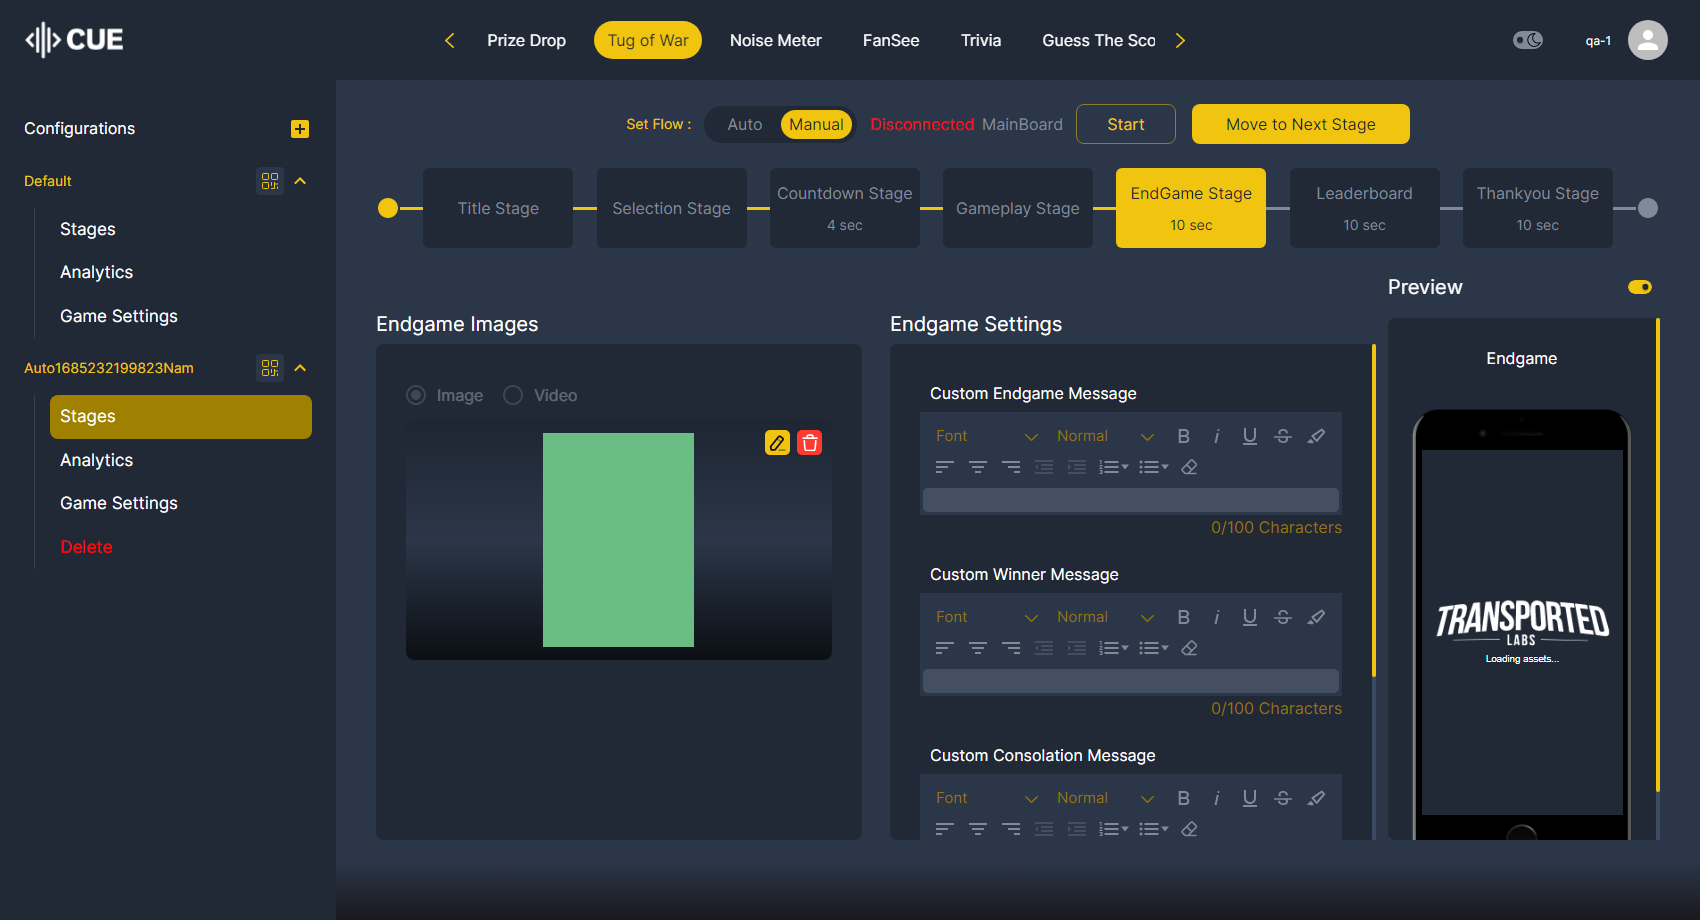 CUE
Prize Drop
Tug of War
Noise Meter
FanSee
Trivia
Guess The Sco
qa-1
Configurations
Default
Stages
Analytics
Game Settings
Auto1685232199823Nam
Stages
Analytics
Game Settings
Delete
Set Flow :
Auto
Manual
Disconnected MainBoard
Start
Move to Next Stage
Title Stage
Selection Stage
Countdown Stage
4 sec
Gameplay Stage
EndGame Stage
10 sec
Leaderboard
10 sec
Thankyou Stage
10 sec
Endgame Images
Image
Video
Endgame Settings
Custom Endgame Message
Font
Normal
B
i
U
S
0/100 Characters
Custom Winner Message
Font
Normal
B
i
U
S
0/100 Characters
Custom Consolation Message
Font
Normal
B
i
U
S
Preview
Endgame
TRANSPORTED
LABS
Loading assets...